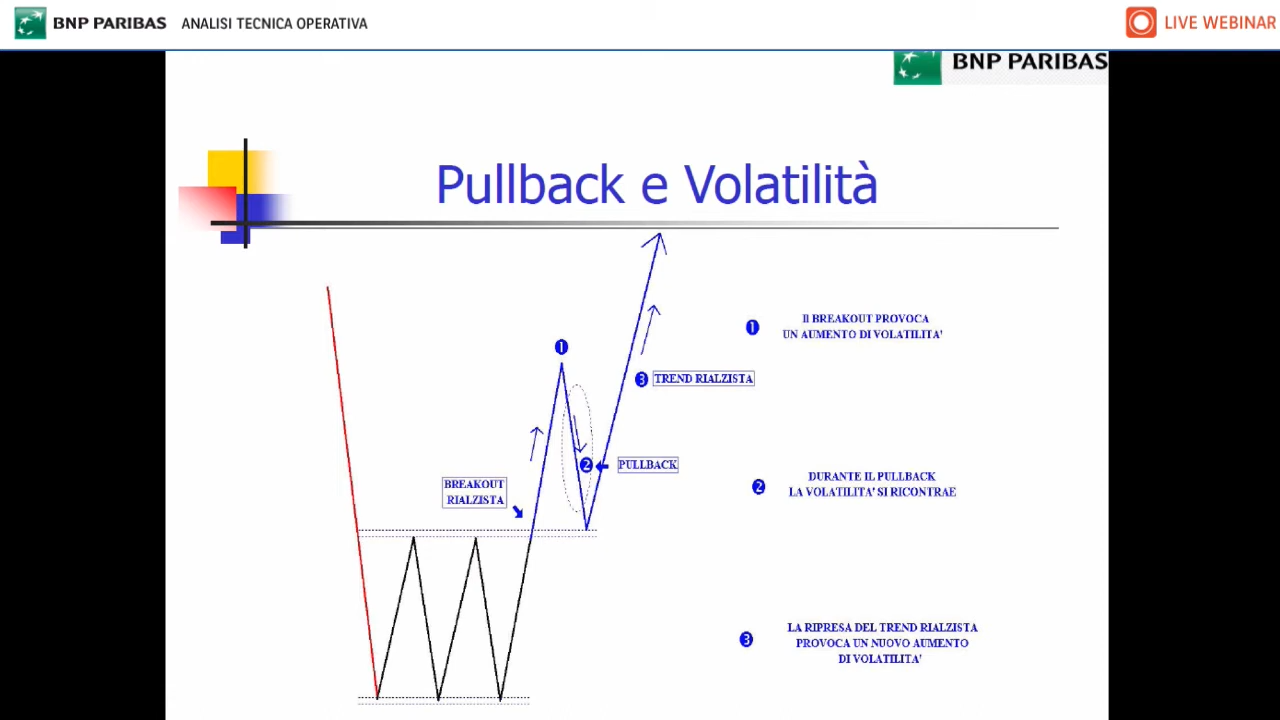 BNP PARIBAS ANALISI TECNICA OPERATIVA
LIVE WEBINAR
BNP PARIBAS
Pullback e Volatilità
1
Il BREAKOUT PROVOCA
UN AUMENTO DI VOLATILITA'
1
3 TREND RIALZISTA
2 PULLBACK
BREAKOUT
RIALZISTA
2
DURANTE IL PULLBACK
LA VOLATILITA' SI RICONTRAE
3
LA RIPRESA DEL TREND RIALZISTA
PROVOCA UN NUOVO AUMENTO
DI VOLATILITA'